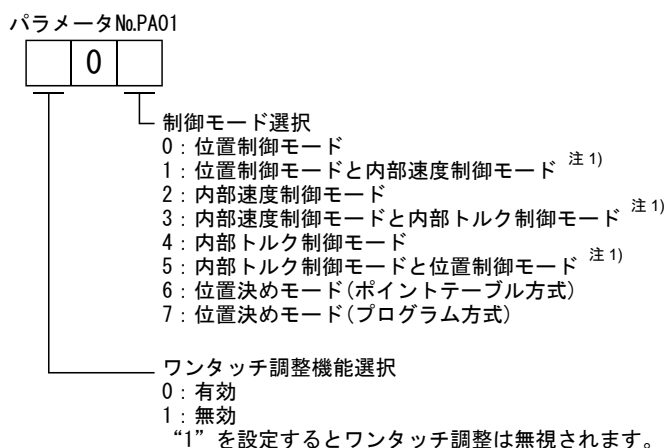 パラメータNo.PA01
0
制御モード選択
0：位置制御モード
1：位置制御モードと内部速度制御モード 注1)
2：内部速度制御モード
3：内部速度制御モードと内部トルク制御モード 注1)
4：内部トルク制御モード
5：内部トルク制御モードと位置制御モード 注1)
6：位置決めモード(ポイントテーブル方式)
7：位置決めモード(プログラム方式)
ワンタッチ調整機能選択
0：有効
1：無効
“1”を設定するとワンタッチ調整は無視されます。